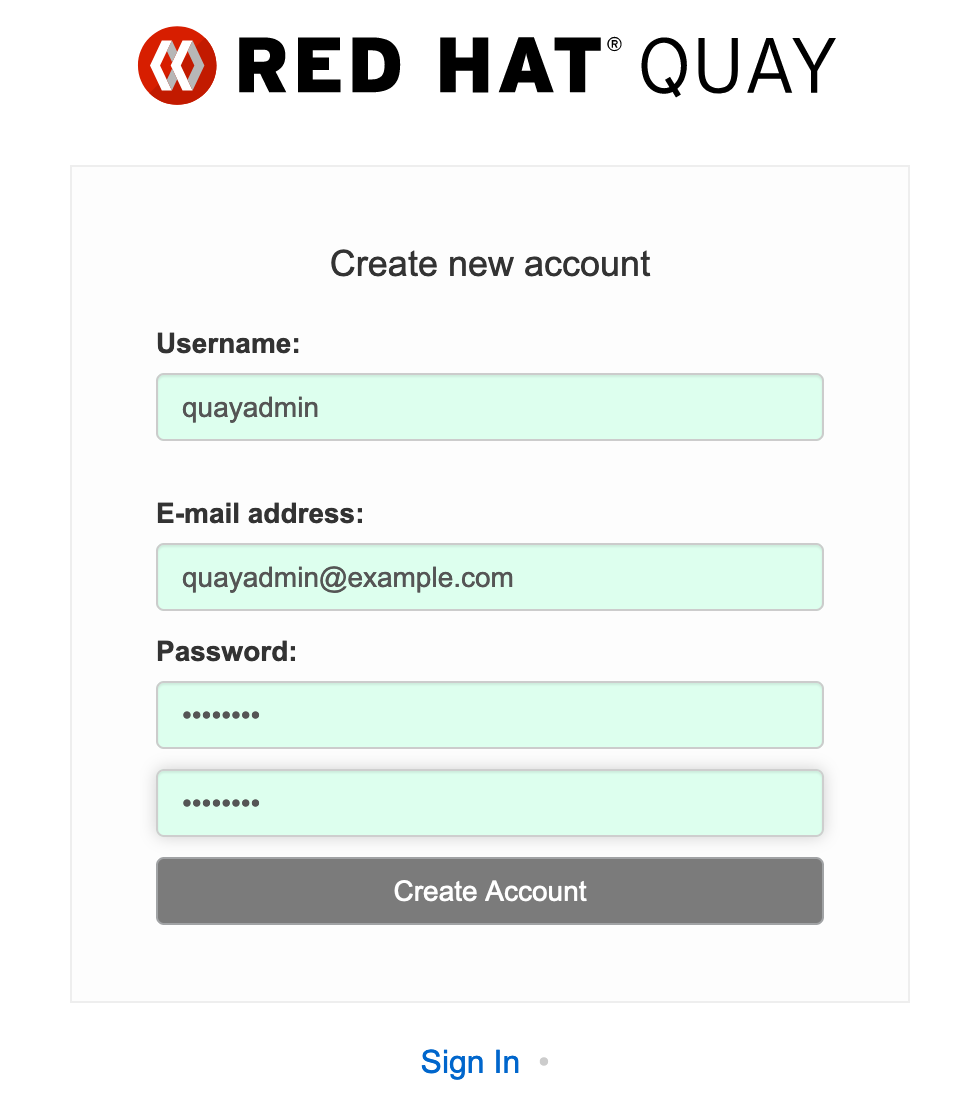 RED HAT® QUAY
Create new account
Username:
quayadmin
E-mail address:
quayadmin@example.com
Password:
••••••••
••••••••
Create Account
Sign In